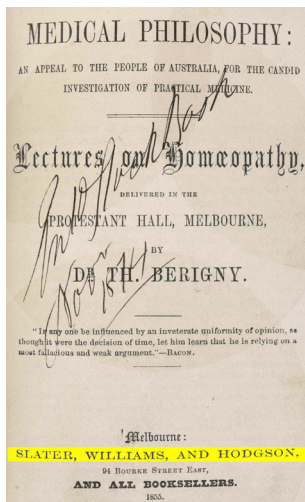 MEDICAL PHILOSOPHY:
AN APPEAL TO THE PEOPLE OF AUSTRALIA, FOR THE CANDID
INVESTIGATION OF PRACTICAL MEDICINE.
Lectures on Homœopathy,
DELIVERED IN THE
PROTESTANT HALL, MELBOURNE,
BY
DR TH. BERIGNY.
"If any one be influenced by an inveterate uniformity of opinion, as
though it were the decision of time, let him learn that he is relying on a
most fallacious and weak argument."—BACON.
Melbourne:
SLATER, WILLIAMS, AND HODGSON,
94 BOURKE STREET EAST,
AND ALL BOOKSELLERS.
1855.